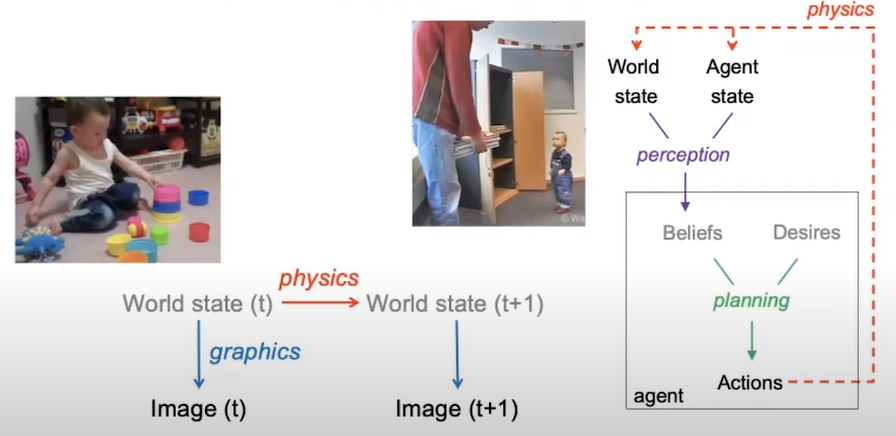 physics
World
state
Agent
state
perception
Beliefs
Desires
planning
Actions
agent
physics
World state (t)
World state (t+1)
graphics
Image (t)
Image (t+1)